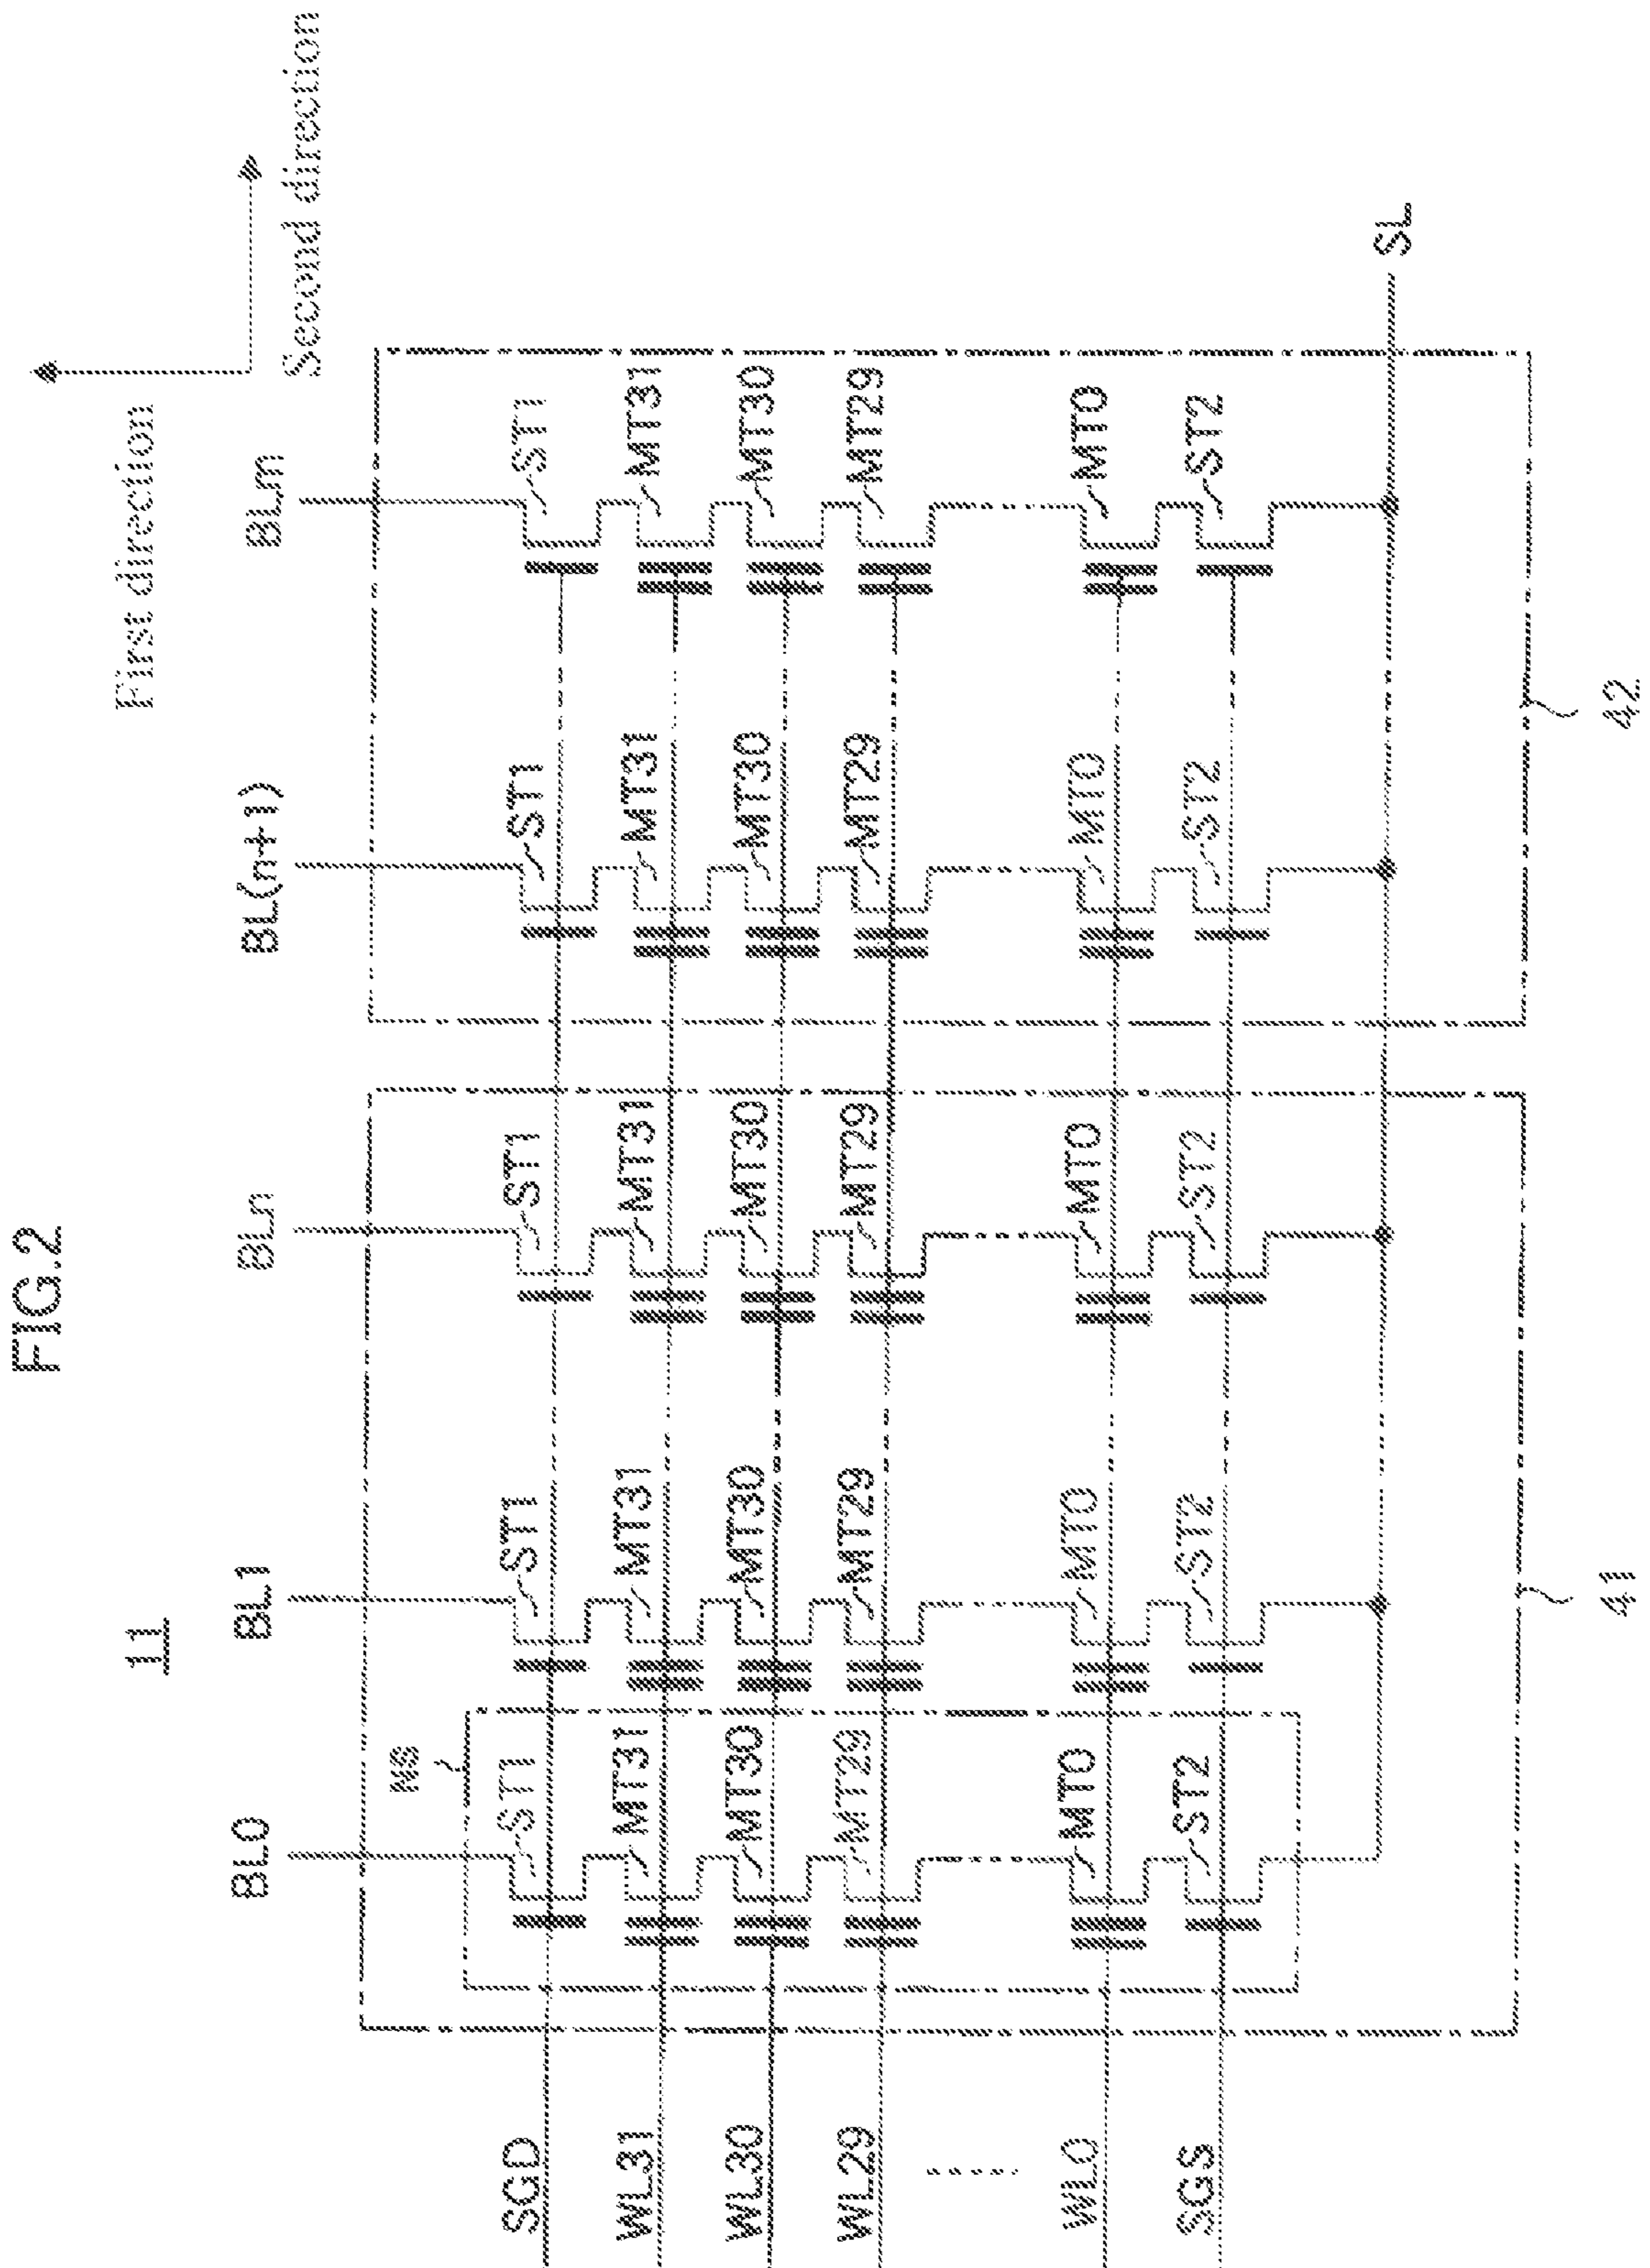 FIG.2
11
First direction
Second direction
BL0 BL1 BLn BL(n+1) BLm
NS
SGD ST1 ST1 ST1 ST1 ST1
WL31 MT31 MT31 MT31 MT31 MT31
WL30 MT30 MT30 MT30 MT30 MT30
WL29 MT29 MT29 MT29 MT29 MT29
WL0 MT0 MT0 MT0 MT0 MT0
SGS ST2 ST2 ST2 ST2 ST2
SL
41 42